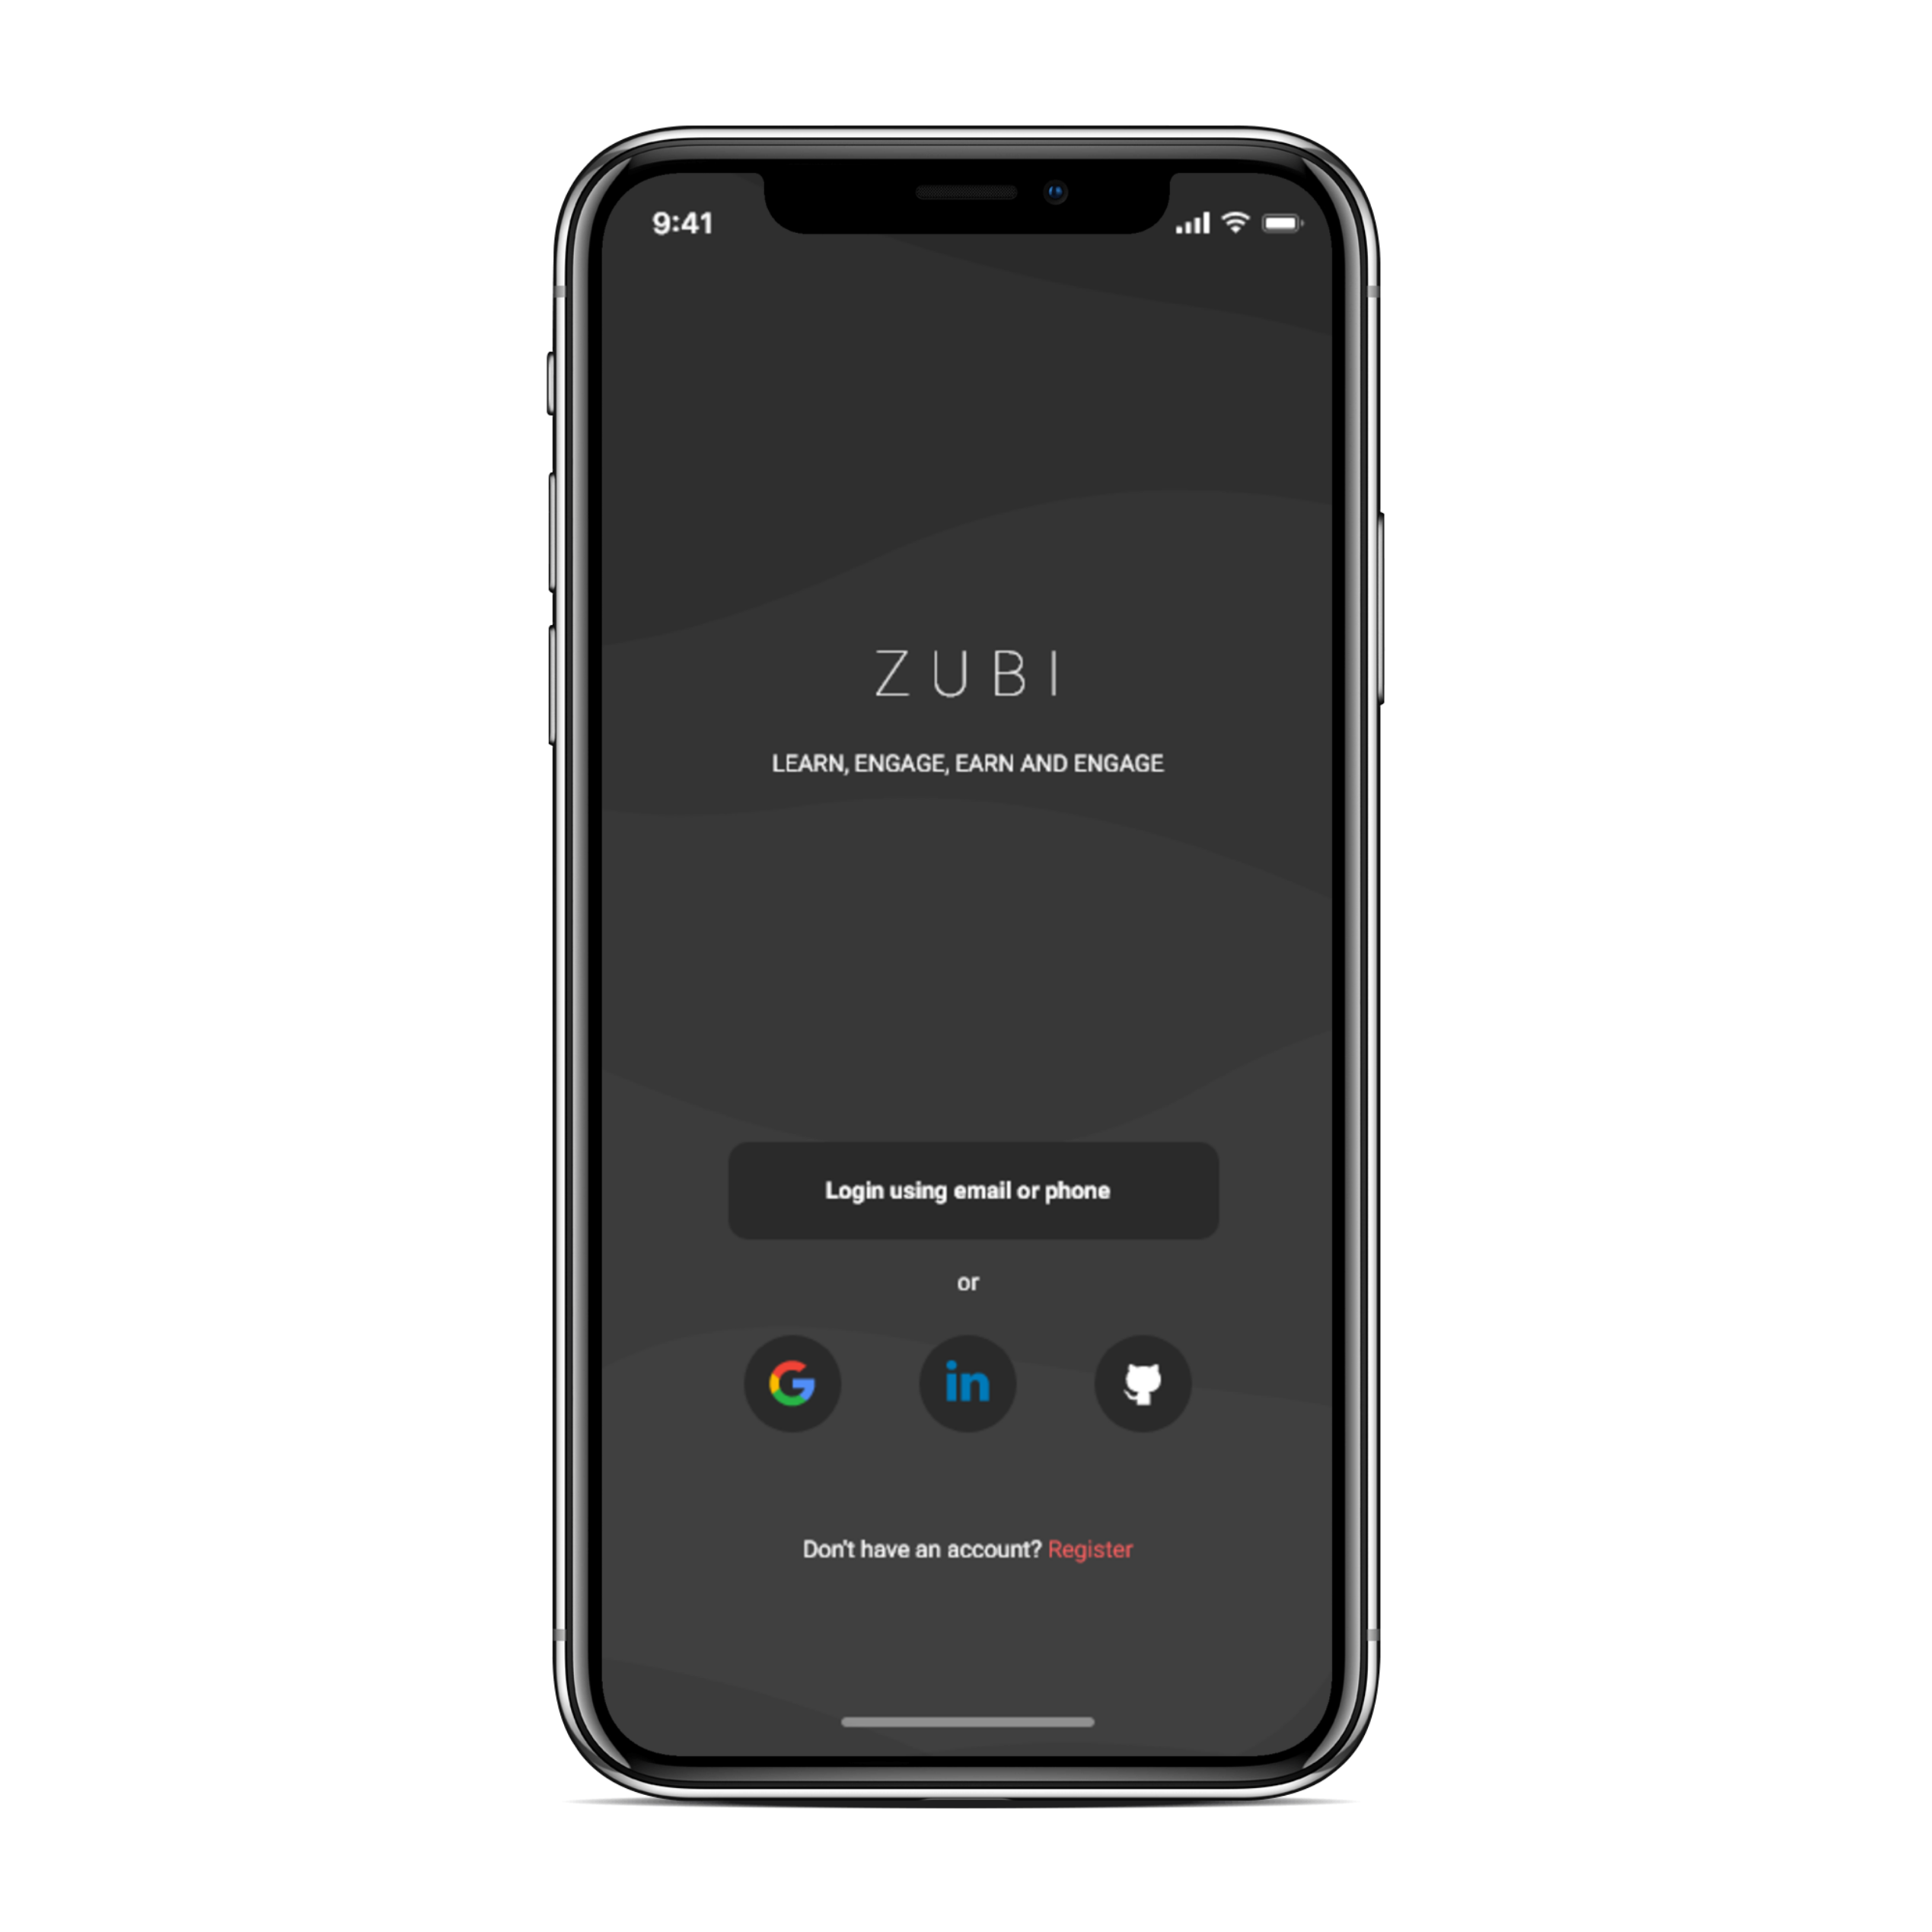 9:41
ZUBI
LEARN, ENGAGE, EARN AND ENGAGE
Login using email or phone
or
in
Don't have an account? Register